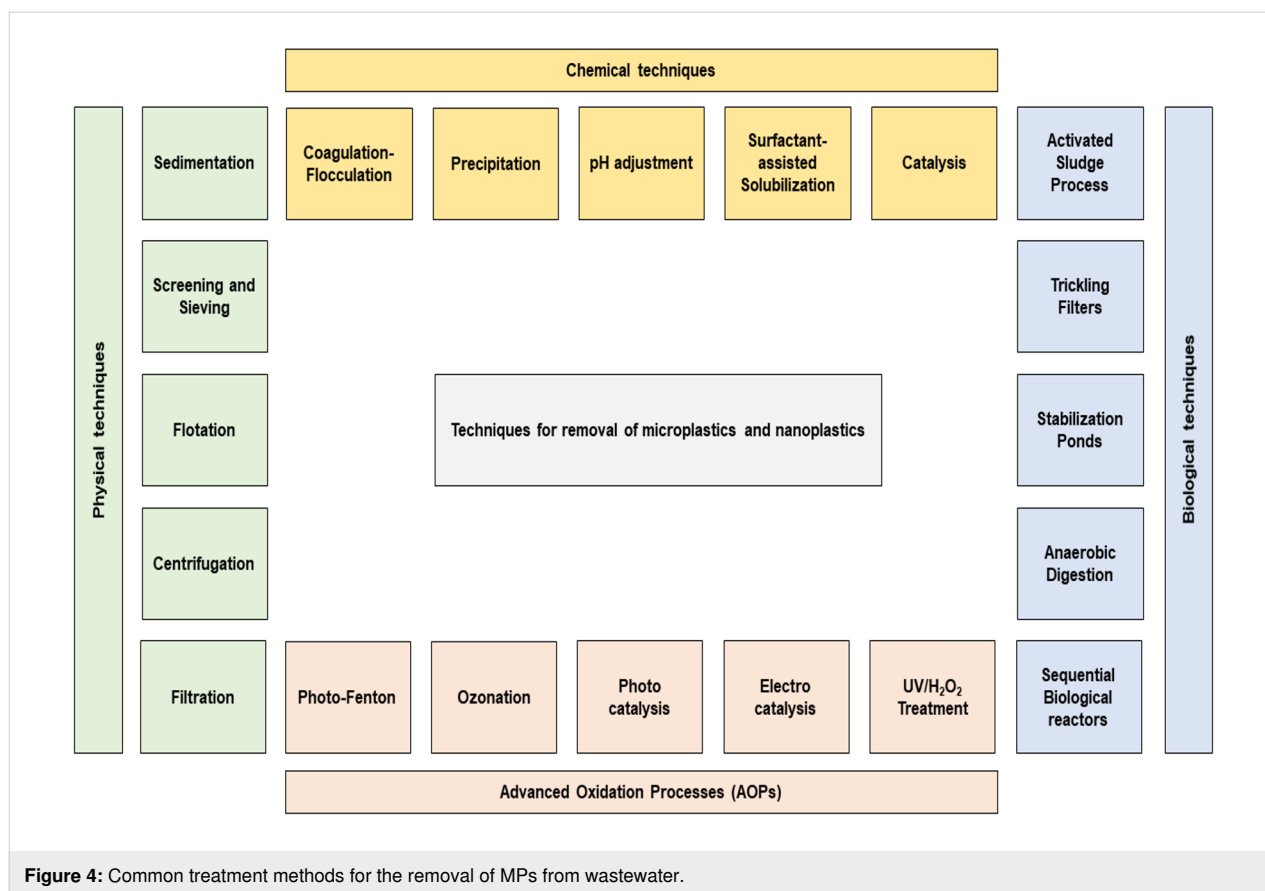 Chemical techniques
Physical techniques
Sedimentation
Coagulation-
Flocculation
Precipitation
pH adjustment
Surfactant-
assisted
Solubilization
Catalysis
Activated
Sludge
Process
Biological techniques
Screening and
Sieving
Trickling
Filters
Flotation
Techniques for removal of microplastics and nanoplastics
Stabilization
Ponds
Centrifugation
Anaerobic
Digestion
Filtration
Photo-Fenton
Ozonation
Photo
catalysis
Electro
catalysis
UV/H₂O₂
Treatment
Sequential
Biological
reactors
Advanced Oxidation Processes (AOPs)
Figure 4: Common treatment methods for the removal of MPs from wastewater.